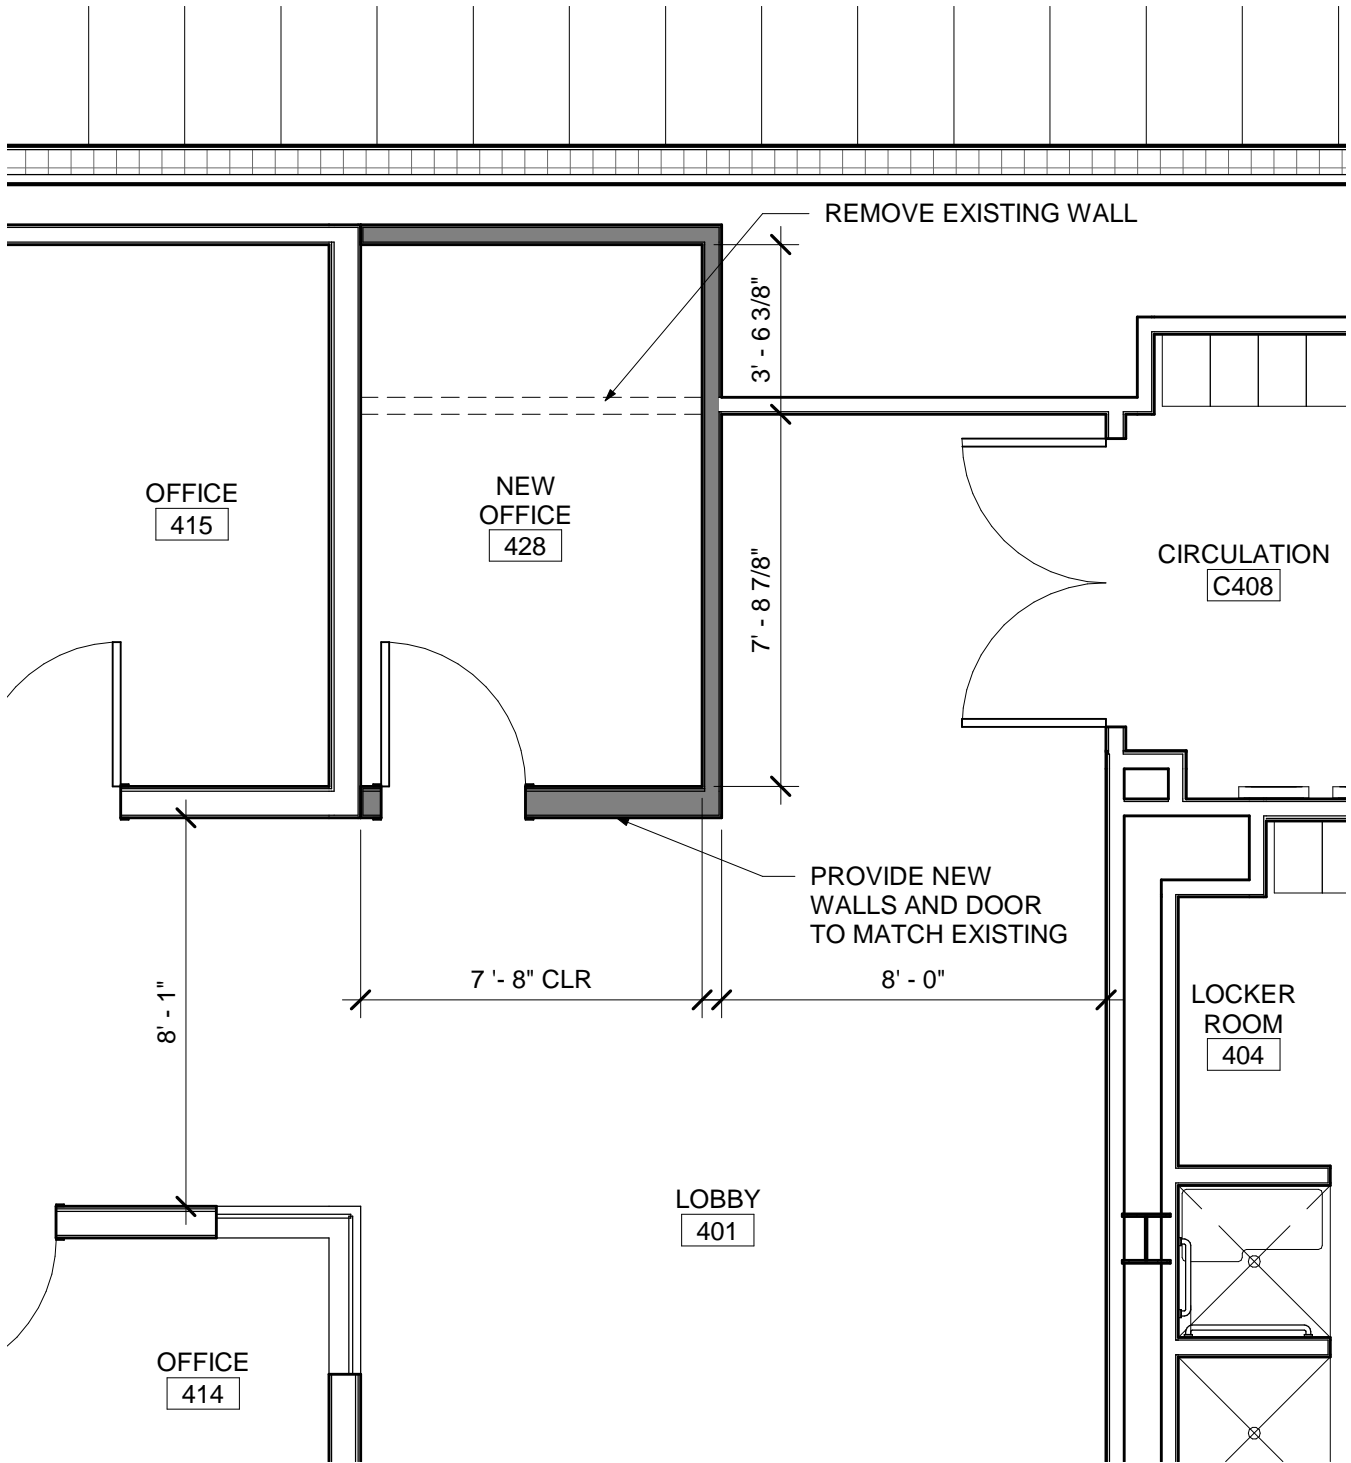 REMOVE EXISTING WALL
3' - 6 3/8"
OFFICE
415
NEW
OFFICE
428
7' - 8 7/8"
CIRCULATION
C408
PROVIDE NEW
WALLS AND DOOR
TO MATCH EXISTING
8' - 1"
7 '- 8" CLR
8' - 0"
LOCKER
ROOM
404
LOBBY
401
OFFICE
414